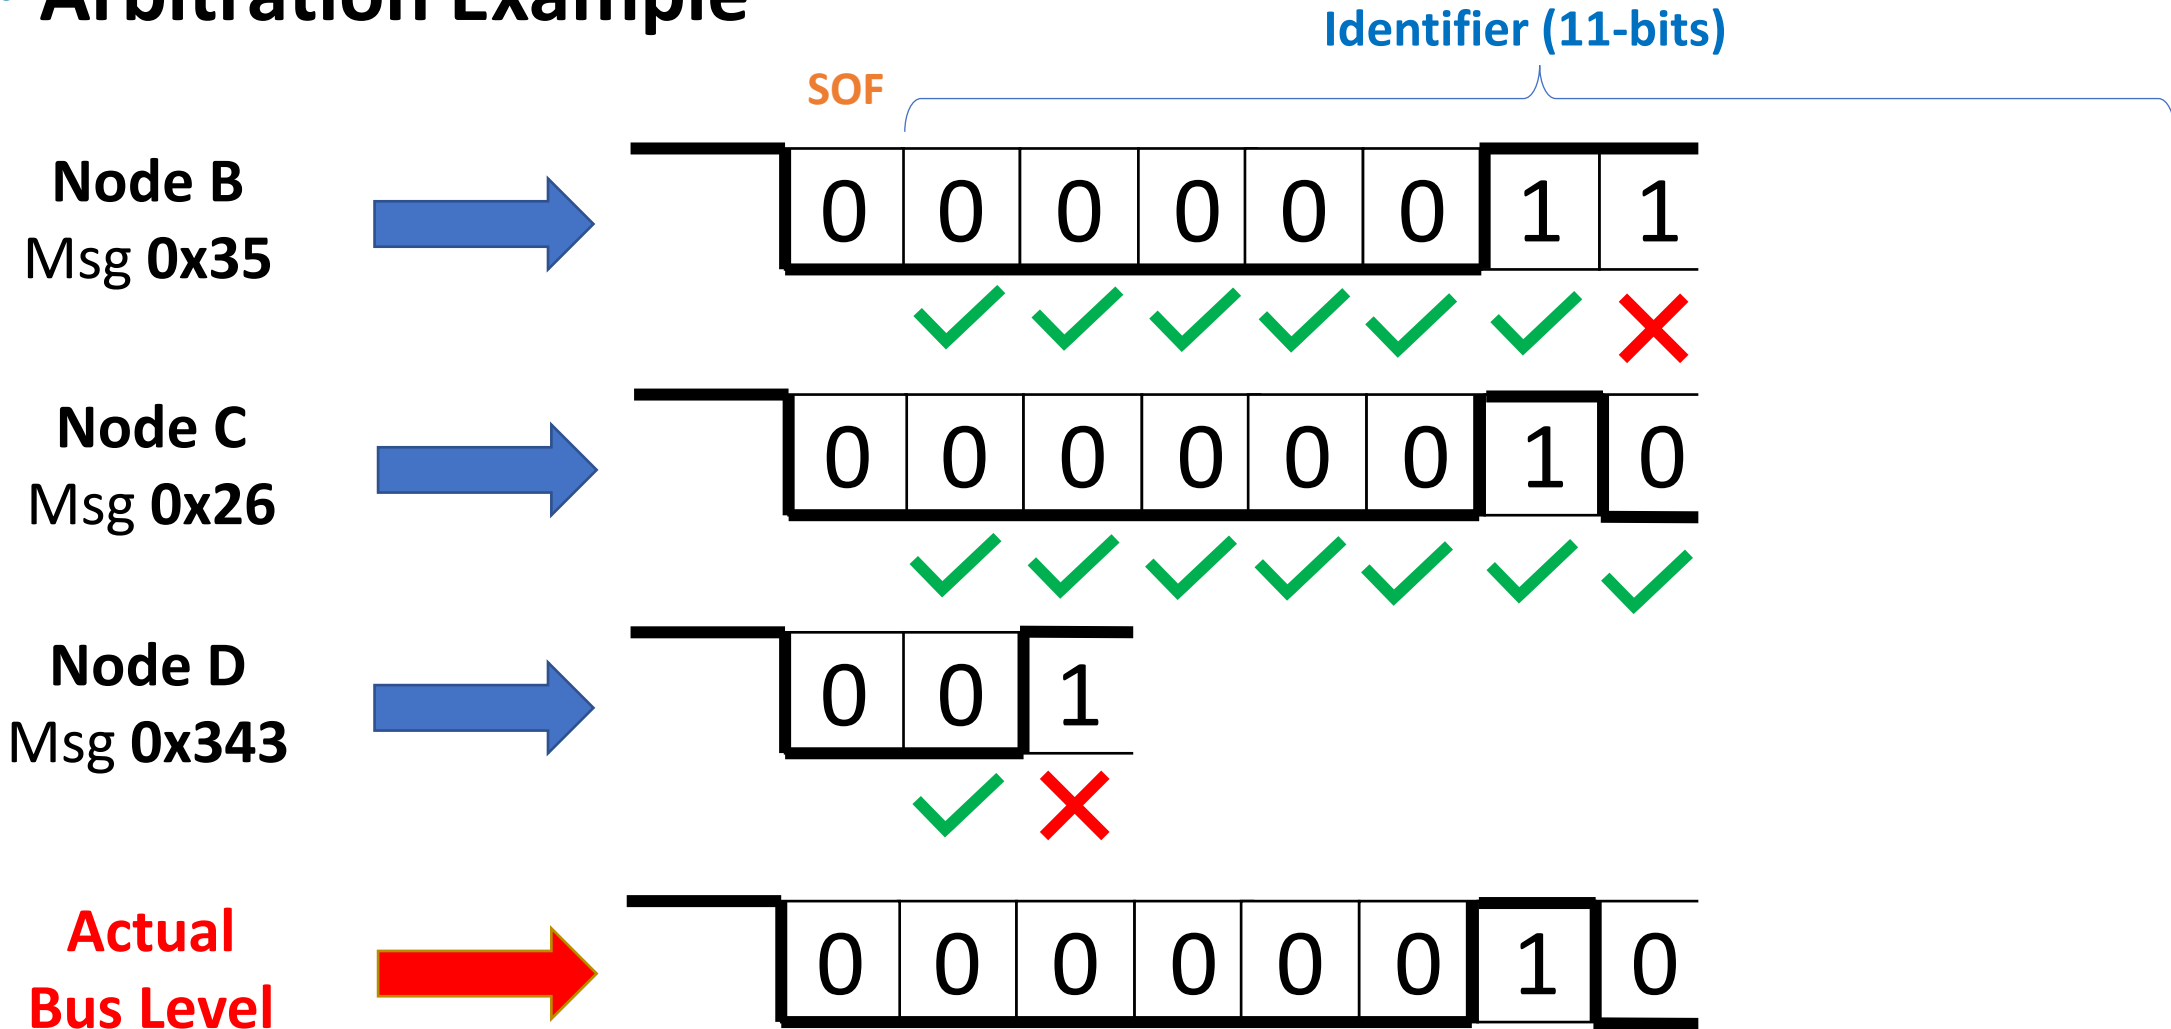 • Arbitration Example
Identifier (11-bits)
SOF
Node B
Msg 0x35
0 0 0 0 0 0 1 1
Node C
Msg 0x26
0 0 0 0 0 0 1 0
Node D
Msg 0x343
0 0 1
Actual
Bus Level
0 0 0 0 0 0 1 0